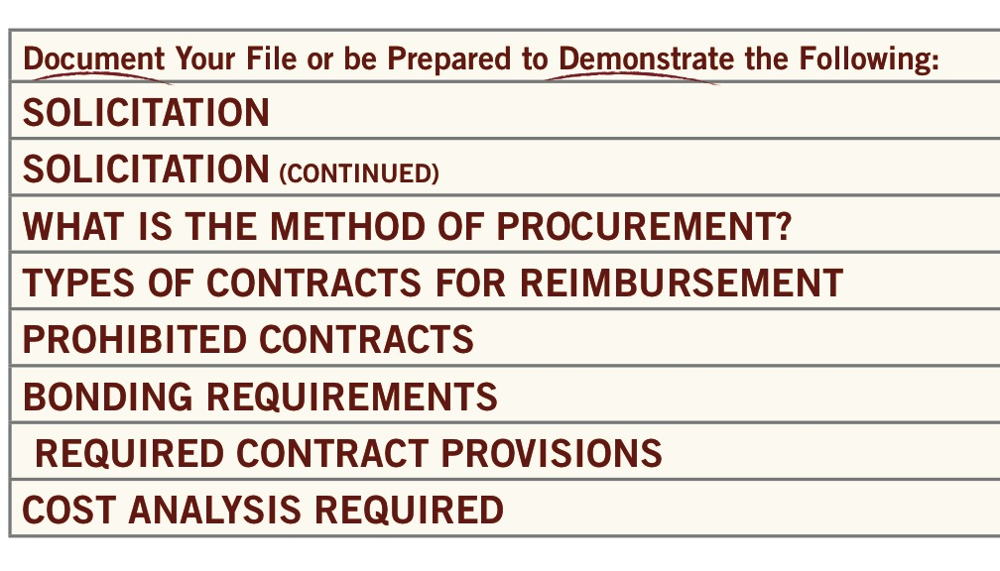 Document Your File or be Prepared to Demonstrate the Following:
SOLICITATION
SOLICITATION (CONTINUED)
WHAT IS THE METHOD OF PROCUREMENT?
TYPES OF CONTRACTS FOR REIMBURSEMENT
PROHIBITED CONTRACTS
BONDING REQUIREMENTS
REQUIRED CONTRACT PROVISIONS
COST ANALYSIS REQUIRED